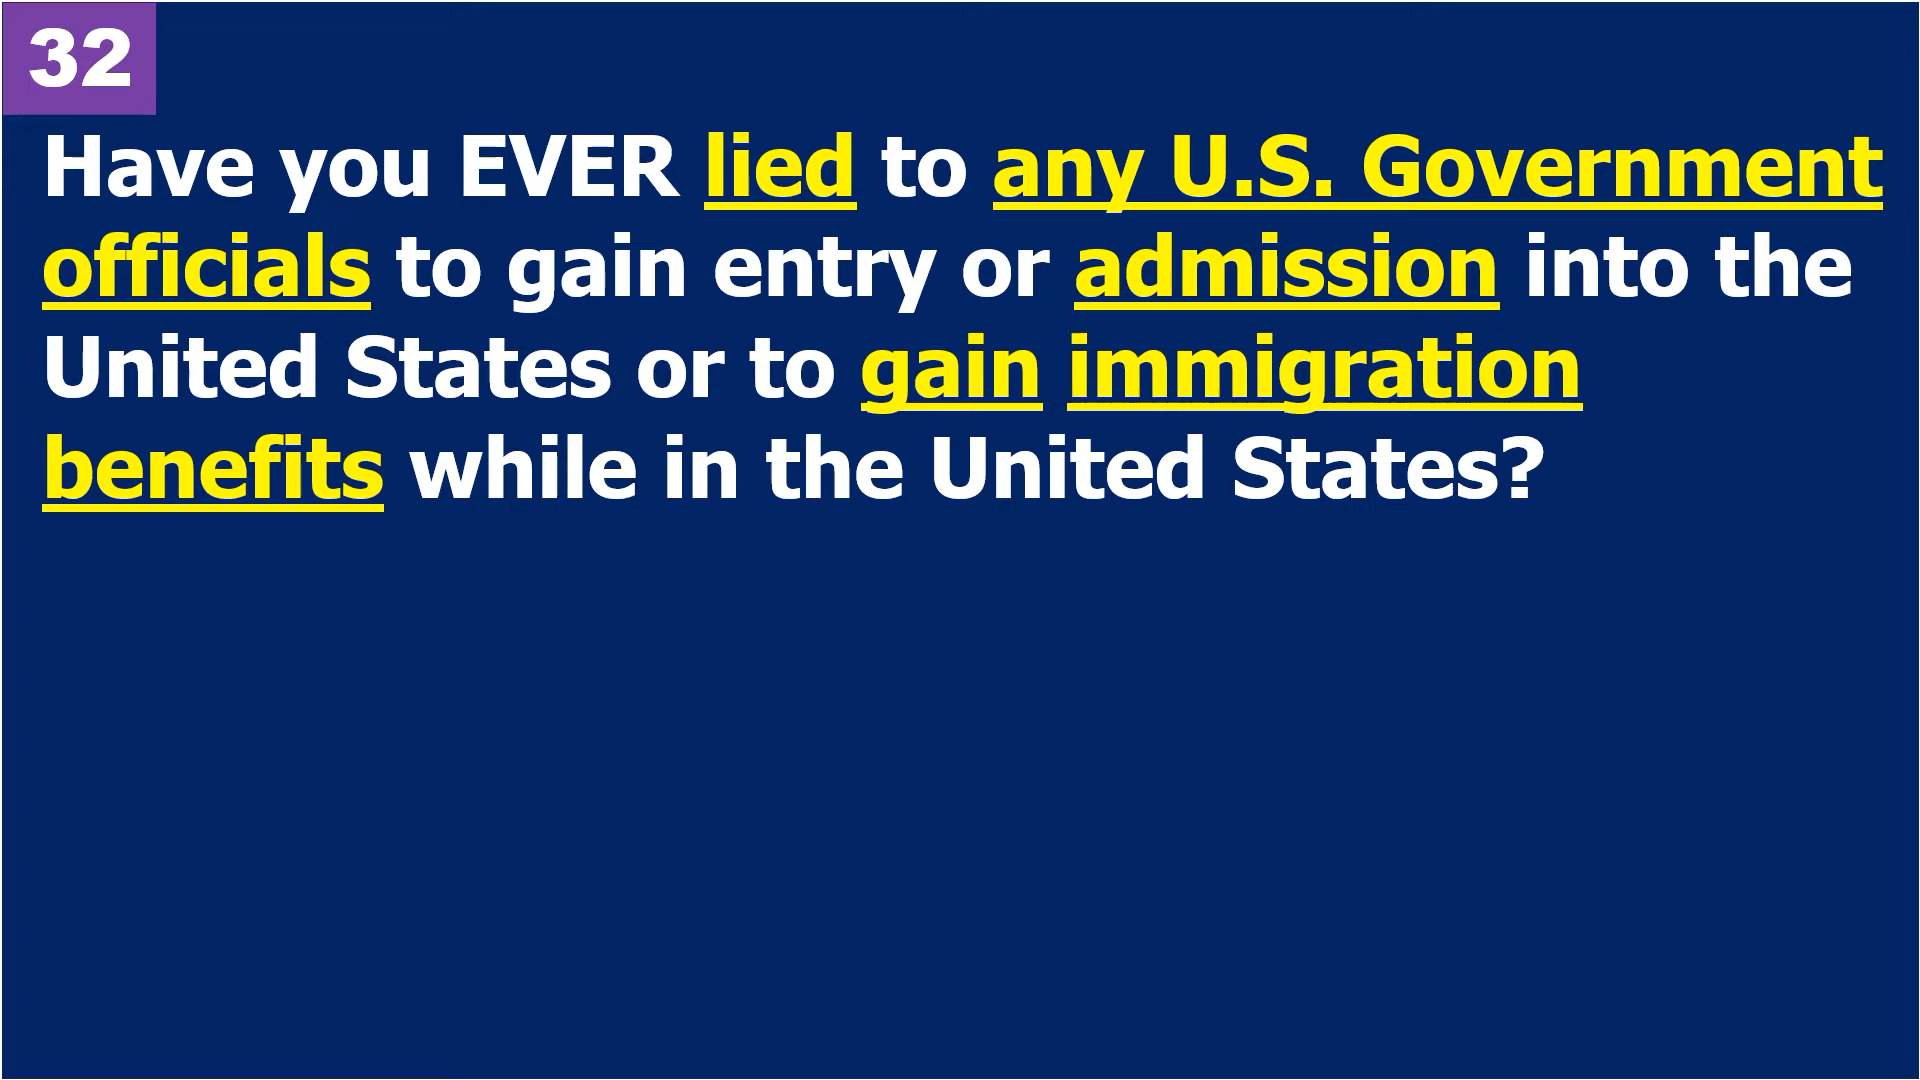 32
Have you EVER lied to any U.S. Government
officials to gain entry or admission into the
United States or to gain immigration
benefits while in the United States?